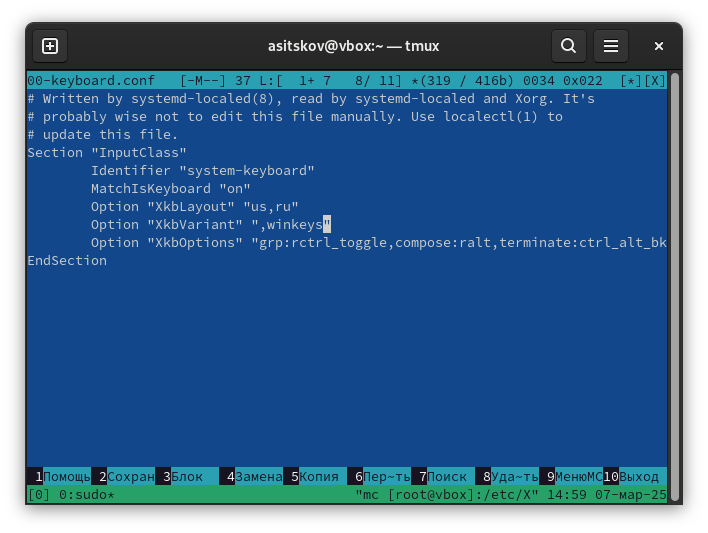 asitskov@vbox:~ — tmux
00-keyboard.conf   [-M--] 37 L:[  1+ 7   8/ 11] *(319 / 416b) 0034 0x022  [*][X]
# Written by systemd-localed(8), read by systemd-localed and Xorg. It's
# probably wise not to edit this file manually. Use localectl(1) to
# update this file.
Section "InputClass"
        Identifier "system-keyboard"
        MatchIsKeyboard "on"
        Option "XkbLayout" "us,ru"
        Option "XkbVariant" ",winkeys"
        Option "XkbOptions" "grp:rctrl_toggle,compose:ralt,terminate:ctrl_alt_bk
EndSection
1Помощь 2Сохран 3Блок 4Замена 5Копия 6Пер~ть 7Поиск 8Уда~ть 9МенюMC 10Выход
[0] 0:sudo* "mc [root@vbox]:/etc/X" 14:59 07-мар-25